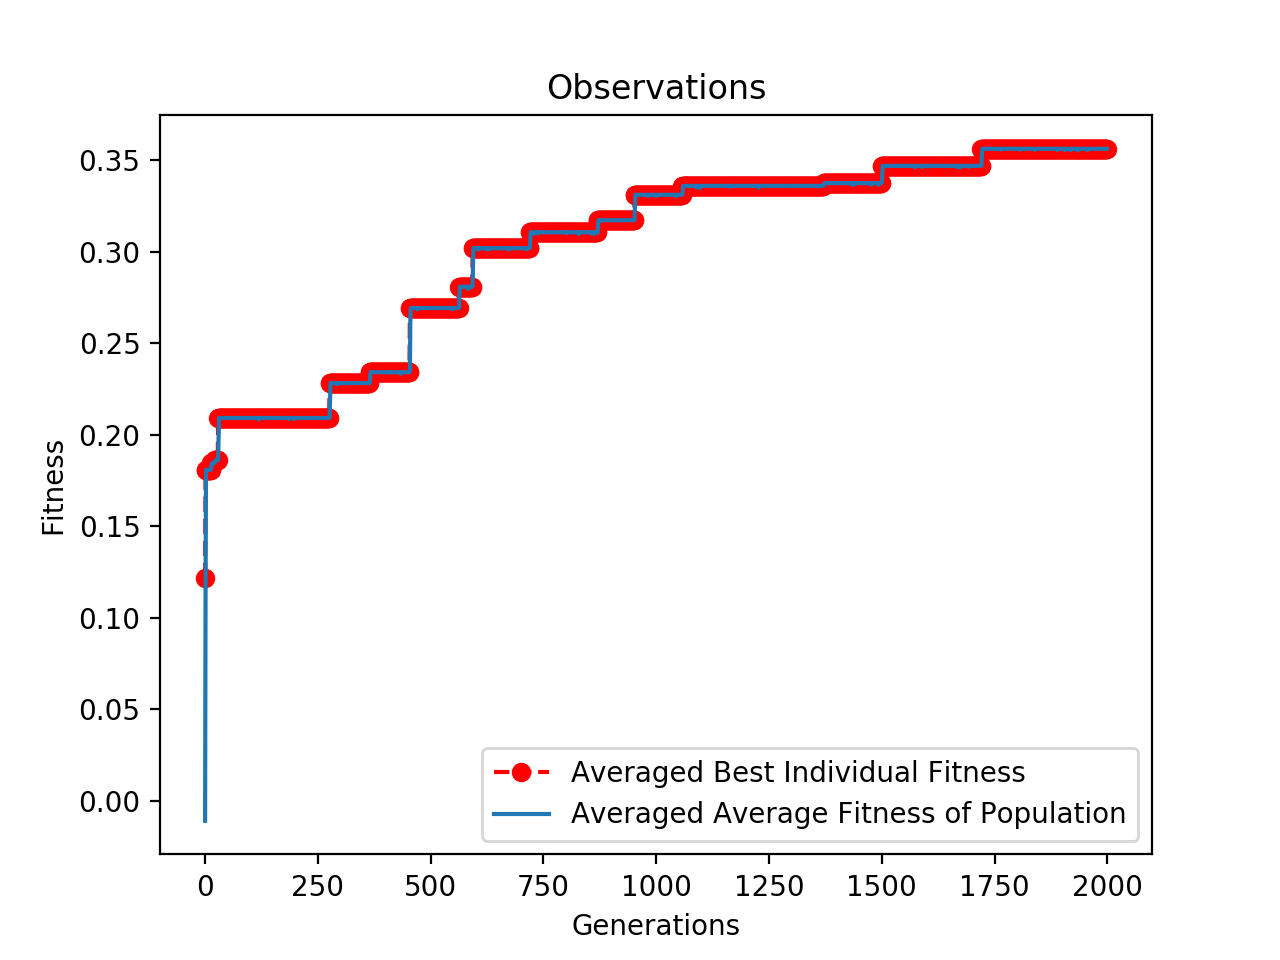 Observations
0.35
0.30
0.25
0.20
0.15
0.10
0.05
0.00
Fitness
Averaged Best Individual Fitness
Averaged Average Fitness of Population
0 250 500 750 1000 1250 1500 1750 2000
Generations